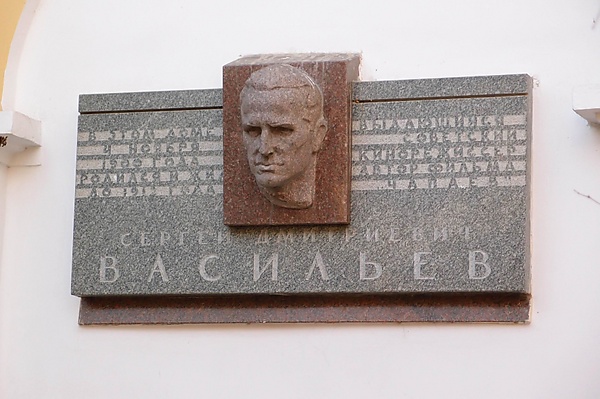 В ЭТОМ ДОМЕ
4 НОЯБРЯ
1900 ГОДА
РОДИЛСЯ И ЖИЛ
ДО 1914 ГОДА
ВЫДАЮЩИЙСЯ
СОВЕТСКИЙ
КИНОРЕЖИССЕР
АВТОР ФИЛЬМА
ЧАПАЕВ
СЕРГЕЙ ДМИТРИЕВИЧ
ВАСИЛЬЕВ